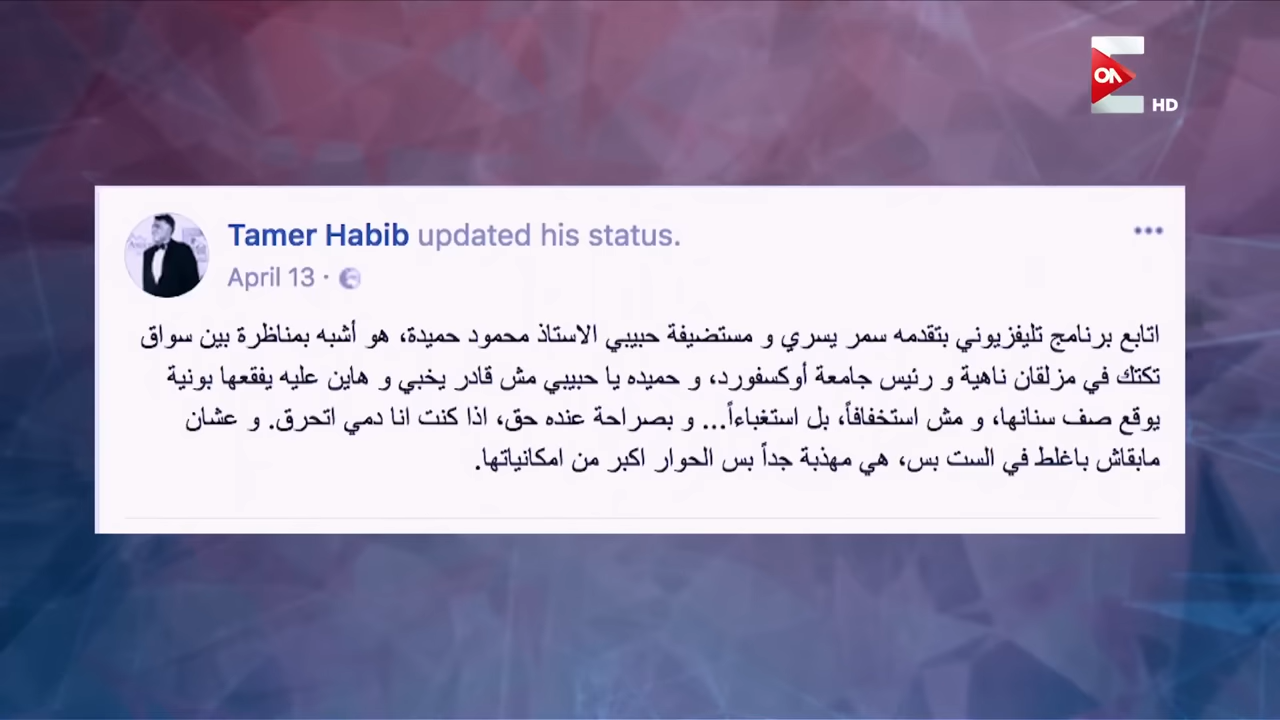 ON
E
HD
Tamer Habib updated his status.
April 13 ·
اتابع برنامج تليفزيوني بتقدمه سمر يسري و مستضيفة حبيبي الاستاذ محمود حميدة، هو أشبه بمناظرة بين سواق
تكتك في مزلقان ناهية و رئيس جامعة أوكسفورد، و حميده يا حبيبي مش قادر يخبي و هاين عليه يفقعها بونية
يوقع صف سنانها، و مش استخفافاً، بل استغباءاً... و بصراحة عنده حق، اذا كنت انا دمي اتحرق. و عشان
مابقاش باغلط في الست بس، هي مهذبة جداً بس الحوار اكبر من امكانياتها.